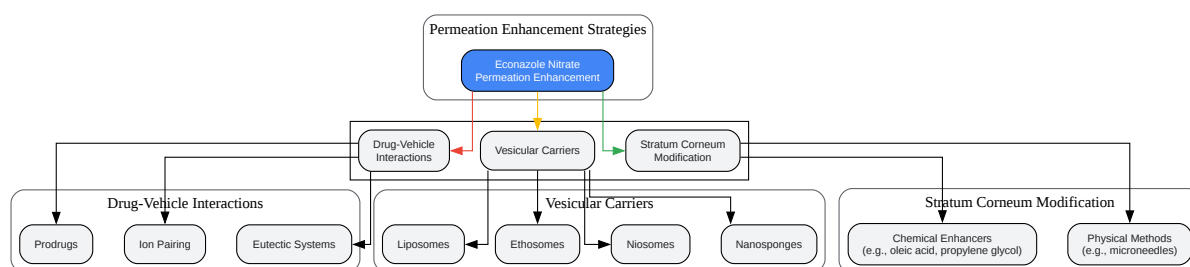 Permeation Enhancement Strategies
Econazole Nitrate
Permeation Enhancement
Drug-Vehicle
Interactions
Vesicular Carriers
Stratum Corneum
Modification
Drug-Vehicle Interactions
Prodrugs
Ion Pairing
Eutectic Systems
Vesicular Carriers
Liposomes
Ethosomes
Niosomes
Nanosponges
Stratum Corneum Modification
Chemical Enhancers
(e.g., oleic acid, propylene glycol)
Physical Methods
(e.g., microneedles)